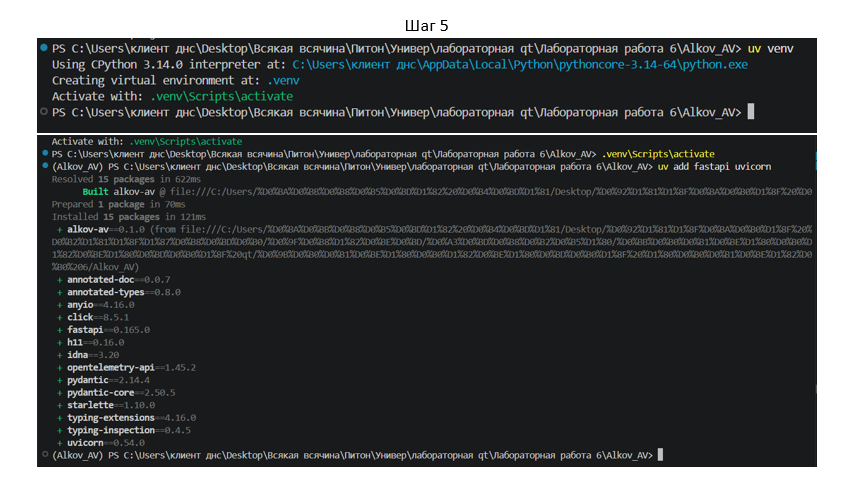 Шаг 5
PS C:\Users\клиент днс\Desktop\Всякая всячина\Питон\Универ\лабораторная qt\Лабораторная работа 6\Alkov_AV> uv venv
Using CPython 3.14.0 interpreter at: C:\Users\клиент днс\AppData\Local\Python\pythoncore-3.14-64\python.exe
Creating virtual environment at: .venv
Activate with: .venv\Scripts\activate
PS C:\Users\клиент днс\Desktop\Всякая всячина\Питон\Универ\лабораторная qt\Лабораторная работа 6\Alkov_AV>
Activate with: .venv\Scripts\activate
PS C:\Users\клиент днс\Desktop\Всякая всячина\Питон\Универ\лабораторная qt\Лабораторная работа 6\Alkov_AV> .venv\Scripts\activate
(Alkov_AV) PS C:\Users\клиент днс\Desktop\Всякая всячина\Питон\Универ\лабораторная qt\Лабораторная работа 6\Alkov_AV> uv add fastapi uvicorn
Resolved 15 packages in 622ms
Built alkov-av @ file:///C:/Users/
Prepared 1 package in 70ms
Installed 15 packages in 121ms
+ alkov-av==0.1.0 (from file:///C:/Users/
+ annotated-doc==0.0.7
+ annotated-types==0.8.0
+ anyio==4.16.0
+ click==8.5.1
+ fastapi==0.165.0
+ h11==0.16.0
+ idna==3.20
+ opentelemetry-api==1.45.2
+ pydantic==2.14.4
+ pydantic-core==2.50.5
+ starlette==1.10.0
+ typing-extensions==4.16.0
+ typing-inspection==0.4.5
+ uvicorn==0.54.0
(Alkov_AV) PS C:\Users\клиент днс\Desktop\Всякая всячина\Питон\Универ\лабораторная qt\Лабораторная работа 6\Alkov_AV>